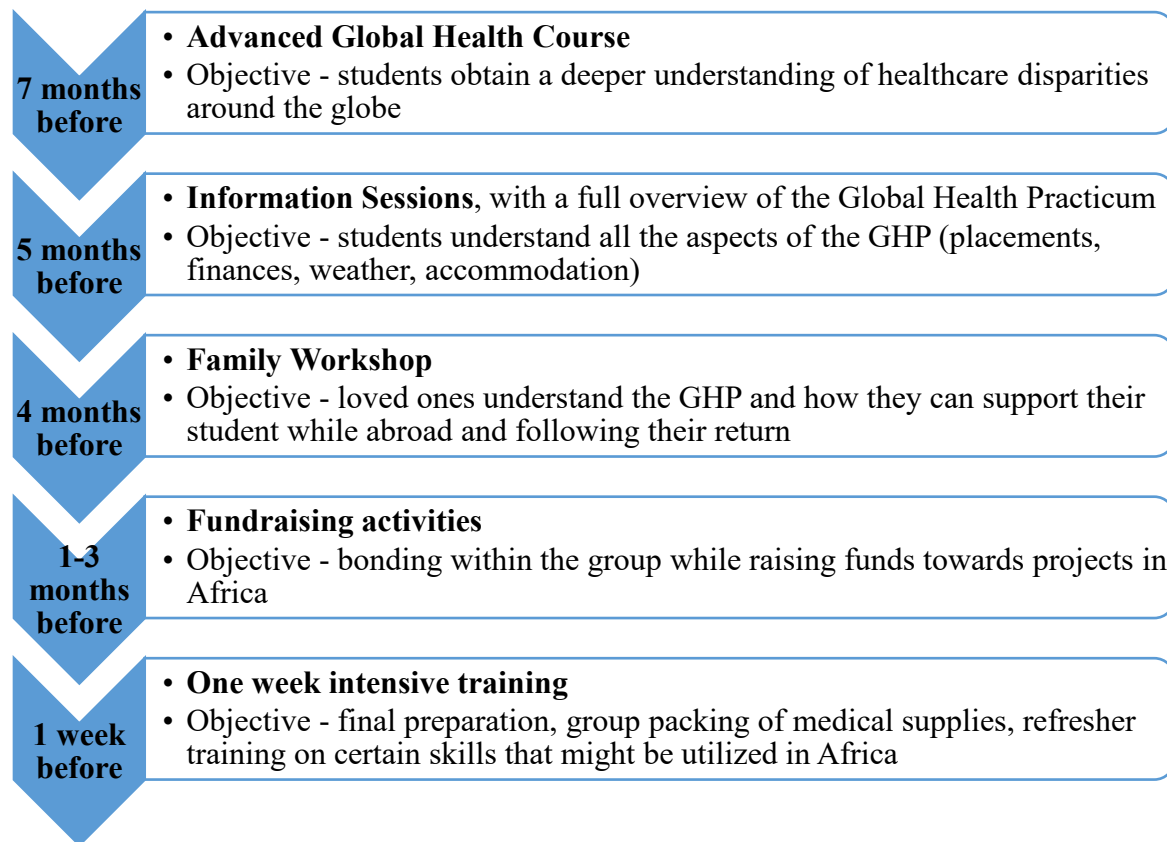 7 months
before
• Advanced Global Health Course
• Objective - students obtain a deeper understanding of healthcare disparities
around the globe
5 months
before
• Information Sessions, with a full overview of the Global Health Practicum
• Objective - students understand all the aspects of the GHP (placements,
finances, weather, accommodation)
4 months
before
• Family Workshop
• Objective - loved ones understand the GHP and how they can support their
student while abroad and following their return
1-3
months
before
• Fundraising activities
• Objective - bonding within the group while raising funds towards projects in
Africa
1 week
before
• One week intensive training
• Objective - final preparation, group packing of medical supplies, refresher
training on certain skills that might be utilized in Africa